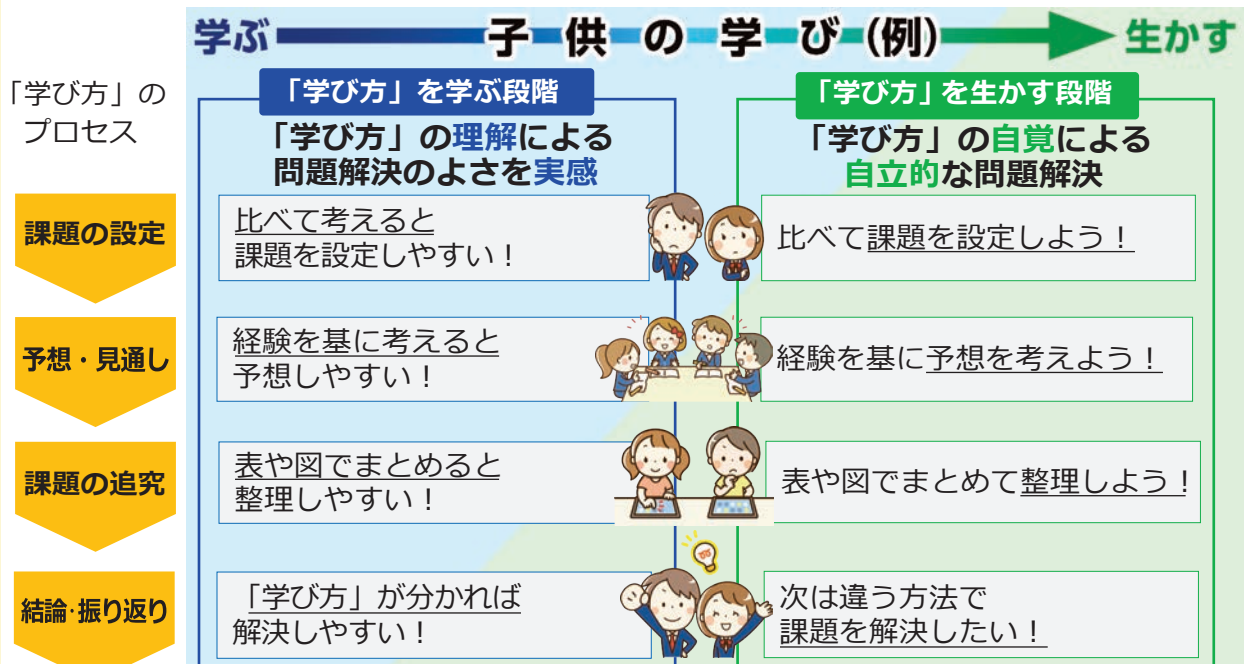 学ぶ 子供の学び(例) 生かす
「学び方」の
プロセス
「学び方」を学ぶ段階
「学び方」の理解による
問題解決のよさを実感
「学び方」を生かす段階
「学び方」の自覚による
自立的な問題解決
課題の設定
比べて考えると
課題を設定しやすい！
比べて課題を設定しよう！
予想・見通し
経験を基に考えると
予想しやすい！
経験を基に予想を考えよう！
課題の追究
表や図でまとめると
整理しやすい！
表や図でまとめて整理しよう！
結論・振り返り
「学び方」が分かれば
解決しやすい！
次は違う方法で
課題を解決したい！